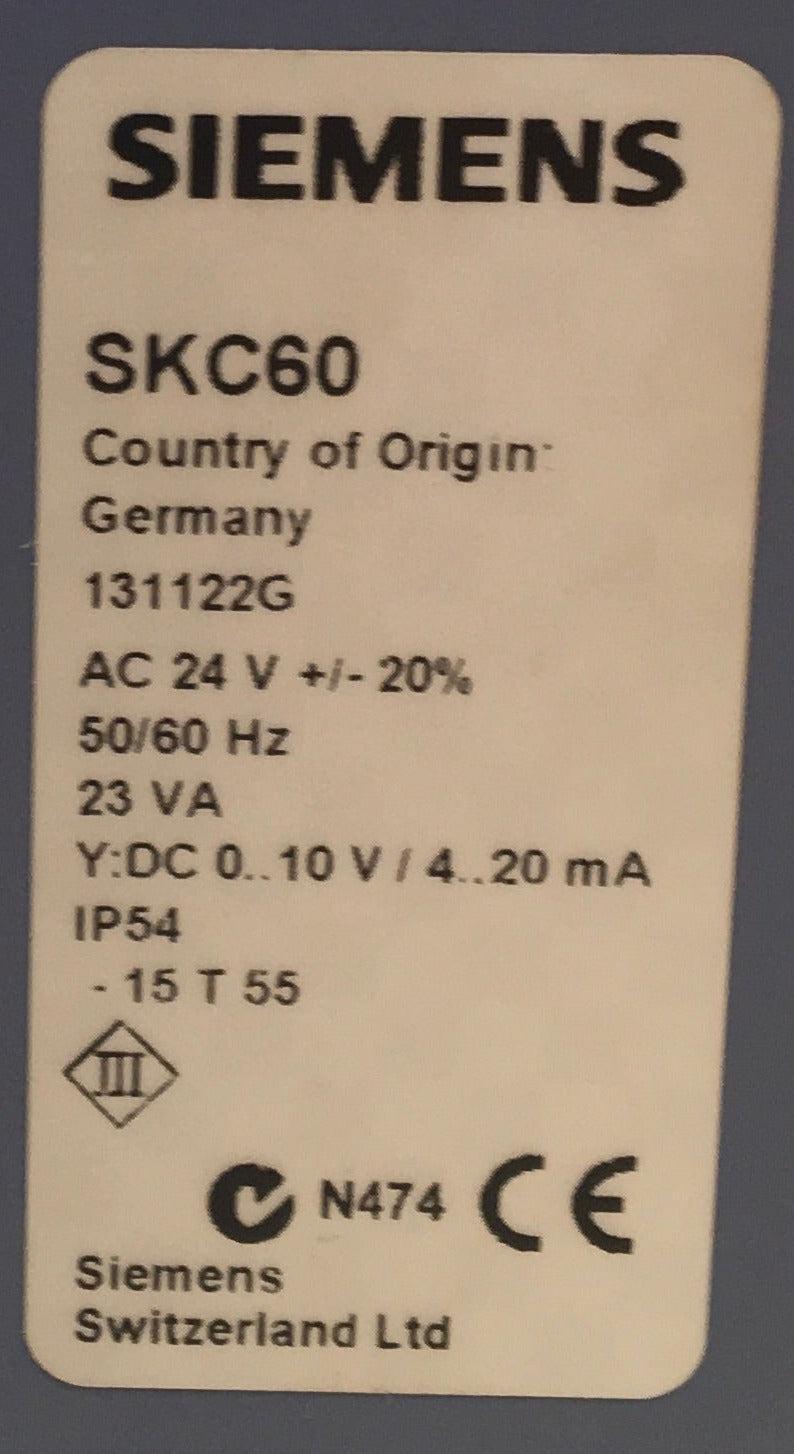 SIEMENS
SKC60
Country of Origin:
Germany
131122G
AC 24 V +/- 20%
50/60 Hz
23 VA
Y:DC 0..10 V / 4..20 mA
IP54
- 15 T 55
III
N474 CE
Siemens
Switzerland Ltd